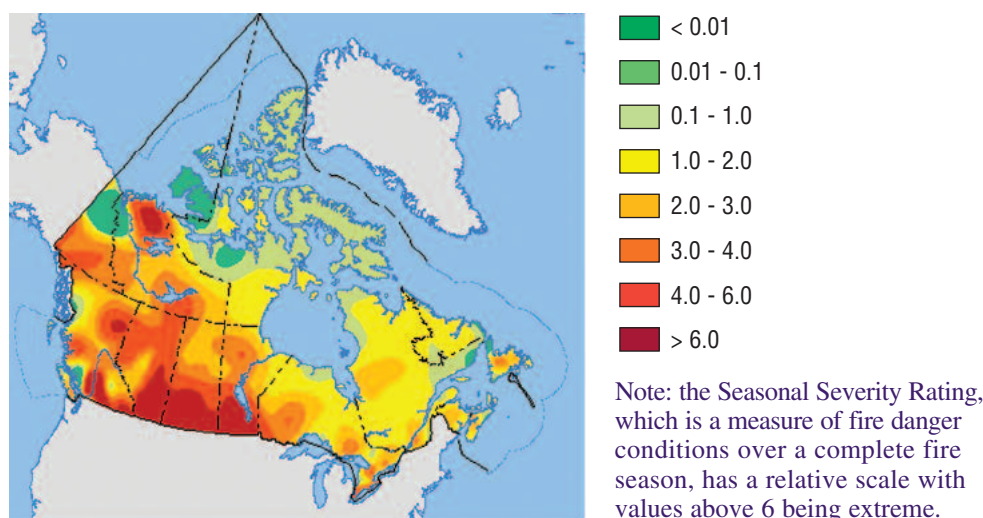 < 0.01
0.01 - 0.1
0.1 - 1.0
1.0 - 2.0
2.0 - 3.0
3.0 - 4.0
4.0 - 6.0
> 6.0
Note: the Seasonal Severity Rating,
which is a measure of fire danger
conditions over a complete fire
season, has a relative scale with
values above 6 being extreme.